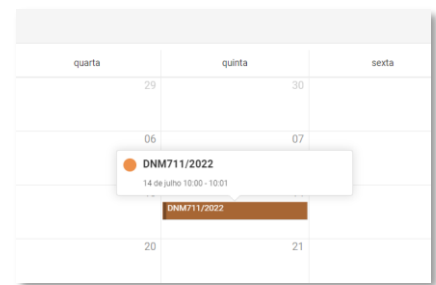 quarta quinta sexta
29 30
06 07
DNM711/2022
14 de julho 10:00 - 10:01
DNM711/2022
20 21